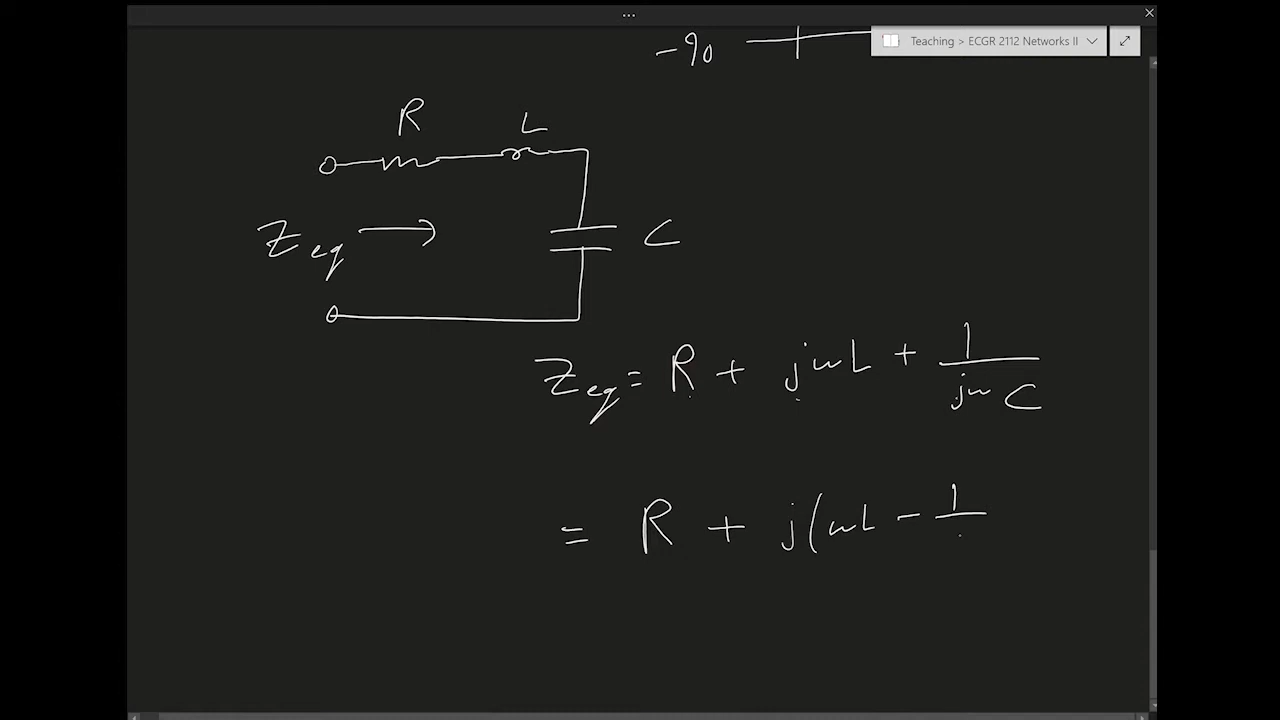 ...
-90
Teaching > ECGR 2112 Networks II
R
L
Zeq
C
Zeq = R + jωL + 1/jωC
= R + j(ωL - 1/